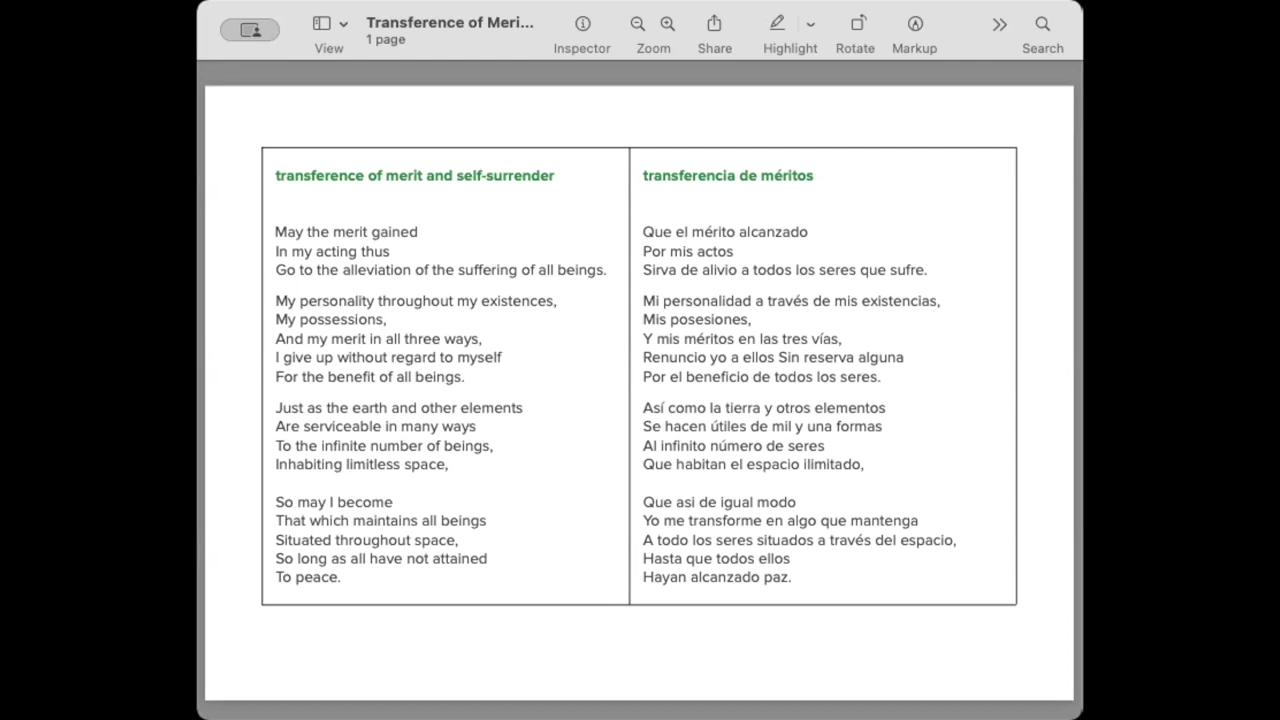 Transference of Meri...
1 page
View
Inspector
Zoom
Share
Highlight
Rotate
Markup
Search
transference of merit and self-surrender
May the merit gained
In my acting thus
Go to the alleviation of the suffering of all beings.
My personality throughout my existences,
My possessions,
And my merit in all three ways,
I give up without regard to myself
For the benefit of all beings.
Just as the earth and other elements
Are serviceable in many ways
To the infinite number of beings,
Inhabiting limitless space,
So may I become
That which maintains all beings
Situated throughout space,
So long as all have not attained
To peace.
transferencia de méritos
Que el mérito alcanzado
Por mis actos
Sirva de alivio a todos los seres que sufre.
Mi personalidad a través de mis existencias,
Mis posesiones,
Y mis méritos en las tres vías,
Renuncio yo a ellos Sin reserva alguna
Por el beneficio de todos los seres.
Así como la tierra y otros elementos
Se hacen útiles de mil y una formas
Al infinito número de seres
Que habitan el espacio ilimitado,
Que asi de igual modo
Yo me transforme en algo que mantenga
A todo los seres situados a través del espacio,
Hasta que todos ellos
Hayan alcanzado paz.